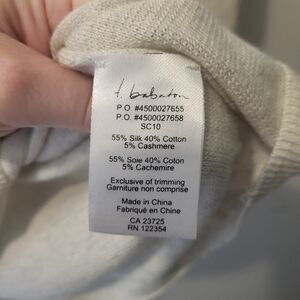 f. babaton
P.O. #4500027655
P.O. #4500027658
SC10
55% Silk 40% Cotton
5% Cashmere
55% Soie 40% Coton
5% Cachemire
Exclusive of trimming
Garniture non comprise
Made in China
Fabriqué en Chine
CA 23725
RN 122354